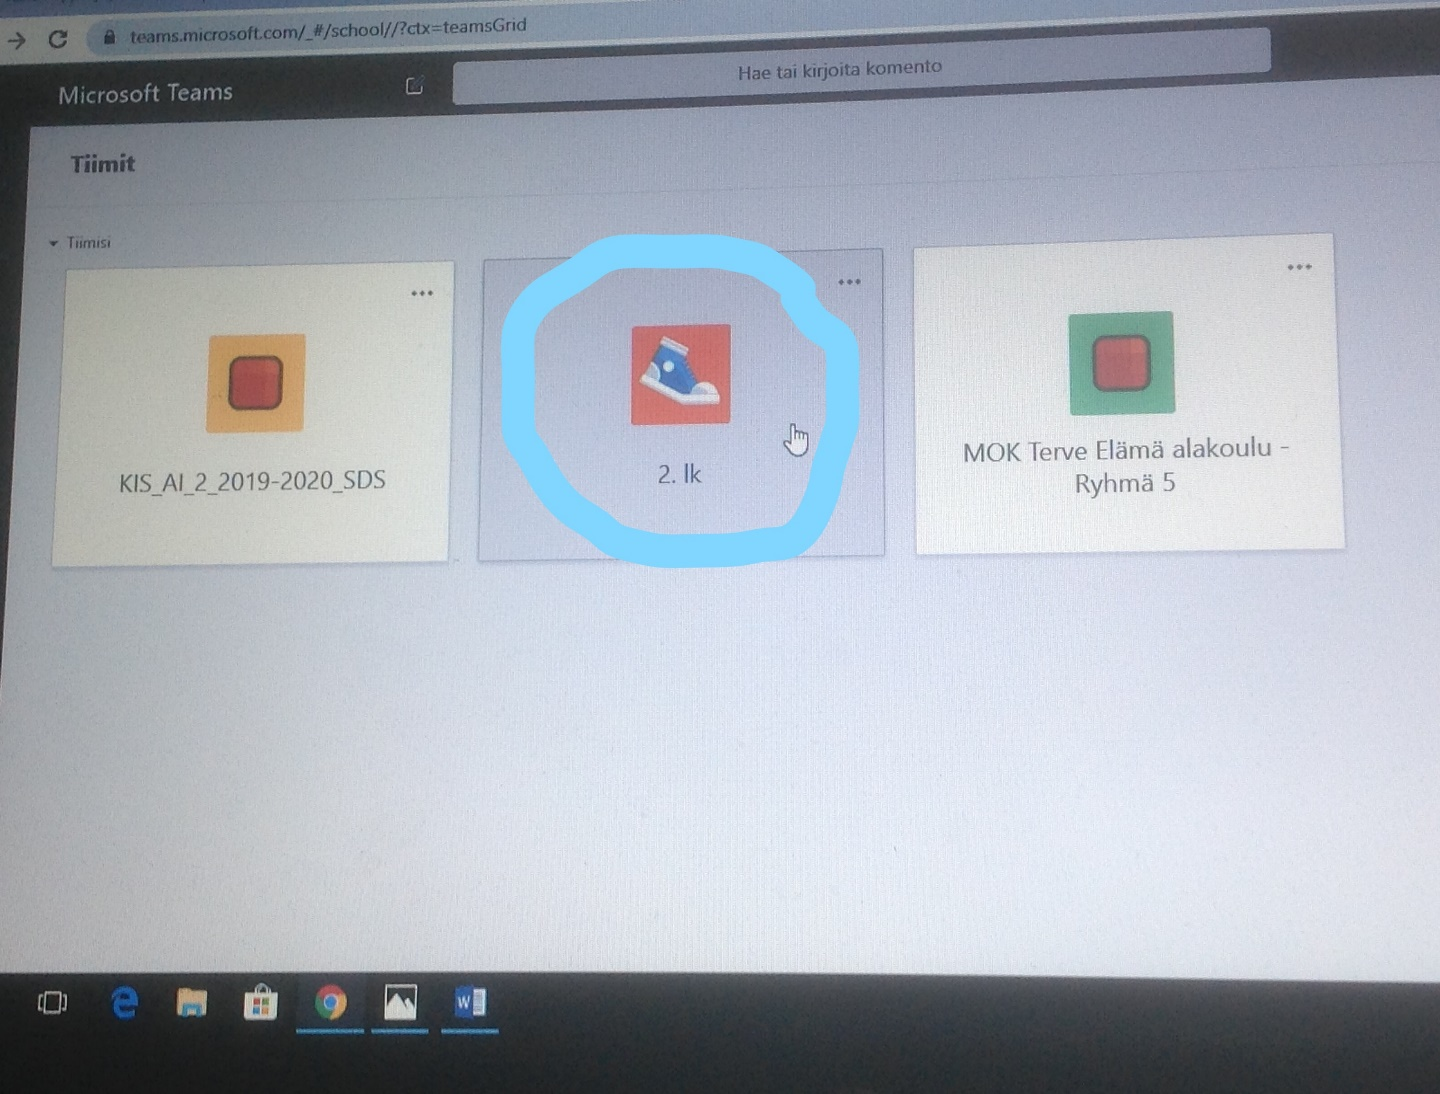 teams.microsoft.com/_#/school//?ctx=teamsGrid
Microsoft Teams
Hae tai kirjoita komento
Tiimit
Tiimisi
KIS_AI_2_2019-2020_SDS
2. lk
MOK Terve Elämä alakoulu -
Ryhmä 5